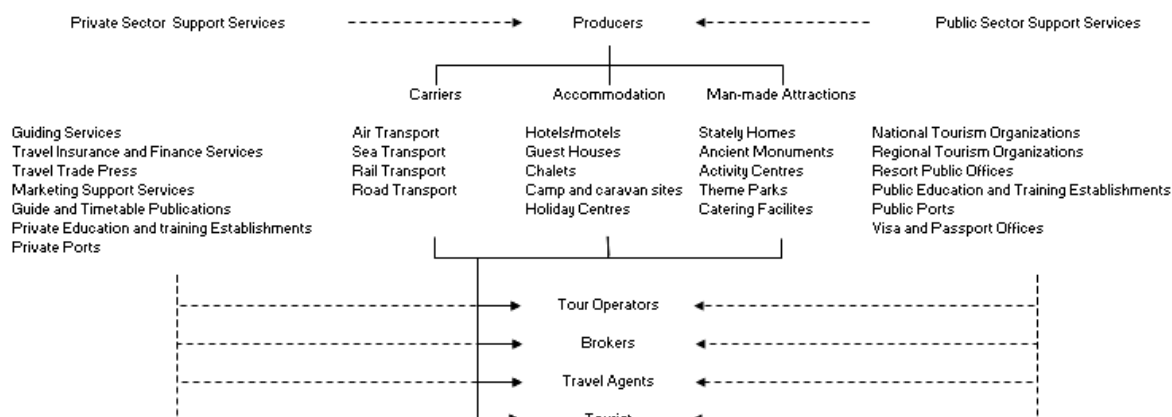 Private Sector Support Services
Producers
Public Sector Support Services
Carriers
Accommodation
Man-made Attractions
Guiding Services
Travel Insurance and Finance Services
Travel Trade Press
Marketing Support Services
Guide and Timetable Publications
Private Education and training Establishments
Private Ports
Air Transport
Sea Transport
Rail Transport
Road Transport
Hotels/motels
Guest Houses
Chalets
Camp and caravan sites
Holiday Centres
Stately Homes
Ancient Monuments
Activity Centres
Theme Parks
Catering Facilites
National Tourism Organizations
Regional Tourism Organizations
Resort Public Offices
Public Education and Training Establishments
Public Ports
Visa and Passport Offices
Tour Operators
Brokers
Travel Agents
Tourist